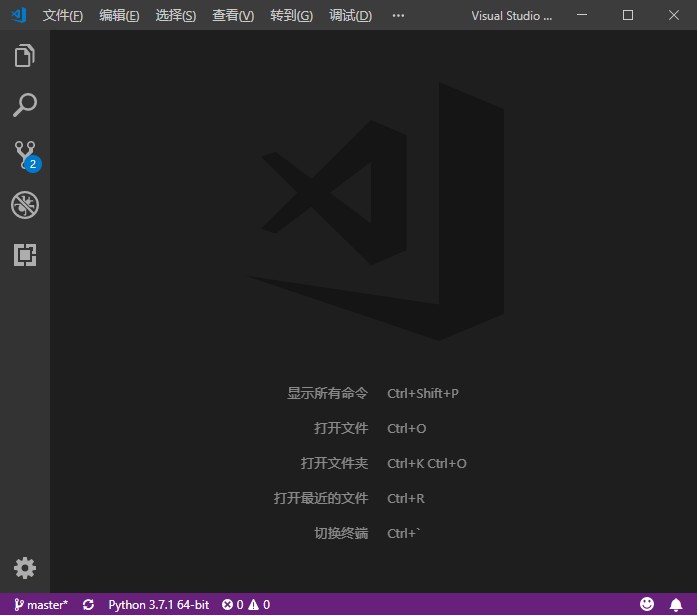 文件(F) 编辑(E) 选择(S) 查看(V) 转到(G) 调试(D) ··· Visual Studio ...
2
显示所有命令 Ctrl+Shift+P
打开文件 Ctrl+O
打开文件夹 Ctrl+K Ctrl+O
打开最近的文件 Ctrl+R
切换终端 Ctrl+`
master* Python 3.7.1 64-bit 0 0